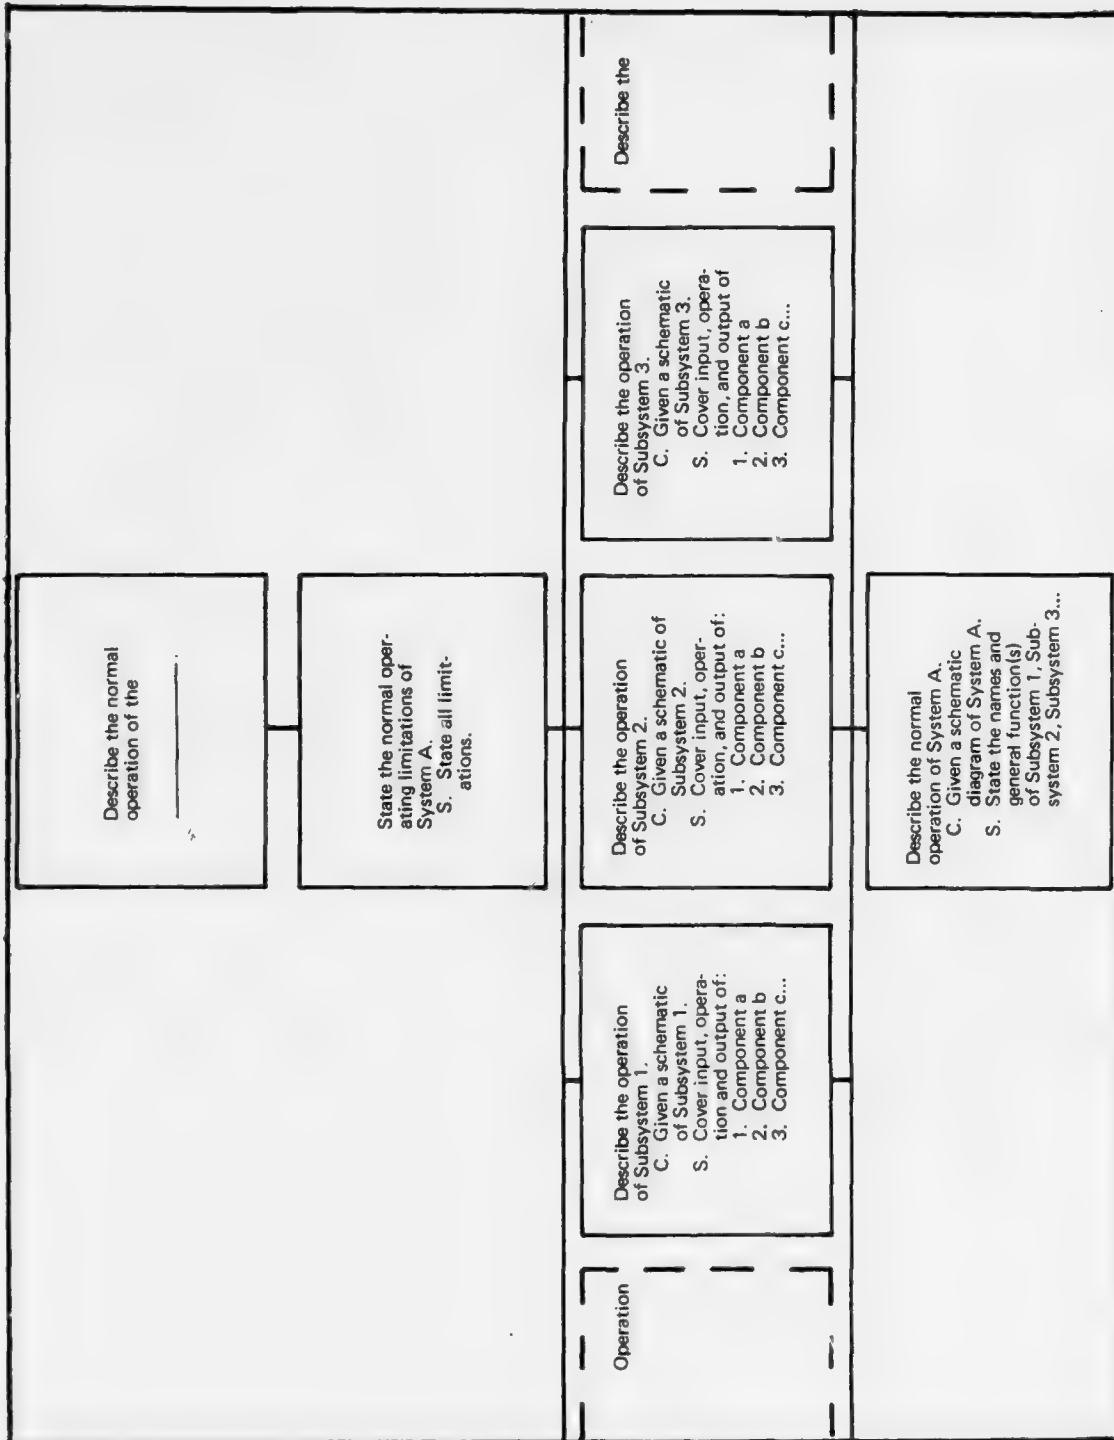 Describe the normal
operation of the
State the normal oper-
ating limitations of
System A.
S. State all limit-
ations.
Operation
Describe the operation
of Subsystem 1.
C. Given a schematic
of Subsystem 1.
S. Cover input, opera-
tion and output of:
1. Component a
2. Component b
3. Component c...
Describe the operation
of Subsystem 2.
C. Given a schematic of
Subsystem 2.
S. Cover input, oper-
ation, and output of:
1. Component a
2. Component b
3. Component c...
Describe the operation
of Subsystem 3.
C. Given a schematic
of Subsystem 3.
S. Cover input, opera-
tion, and output of
1. Component a
2. Component b
3. Component c...
Describe the
Describe the normal
operation of System A.
C. Given a schematic
diagram of System A.
S. State the names and
general function(s)
of Subsystem 1, Sub-
system 2, Subsystem 3...